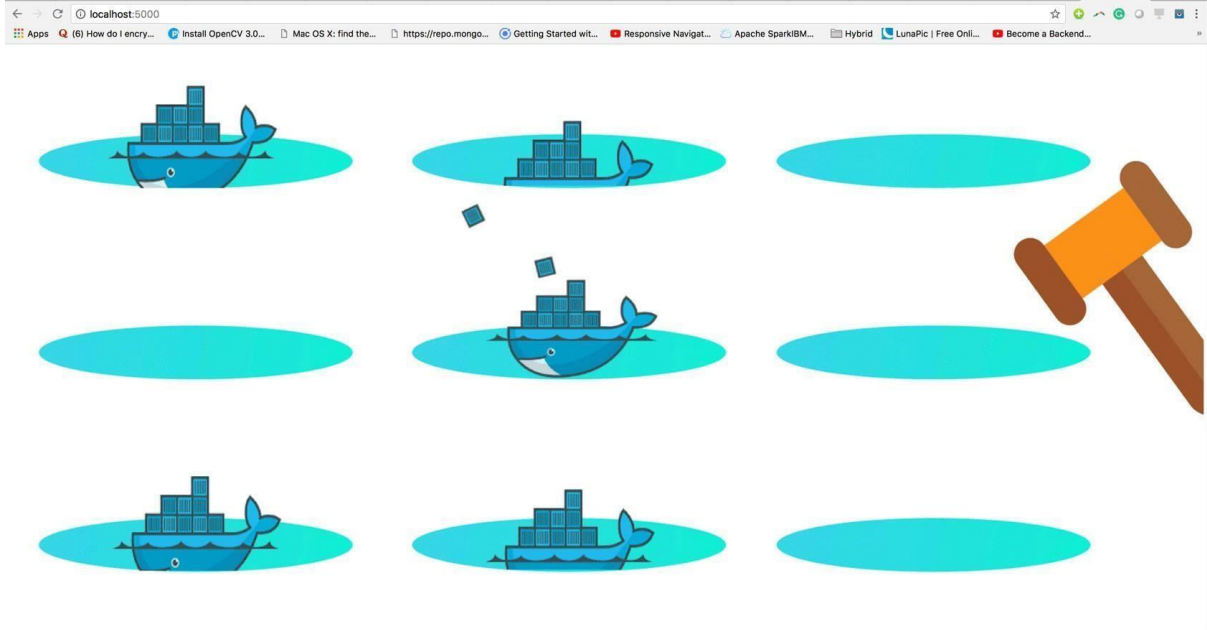 localhost:5000
Apps (6) How do I encry... Install OpenCV 3.0... Mac OS X: find the... https://repo.mongo... Getting Started wit... Responsive Navigat... Apache SparkIBM... Hybrid LunaPic | Free Onli... Become a Backend... »